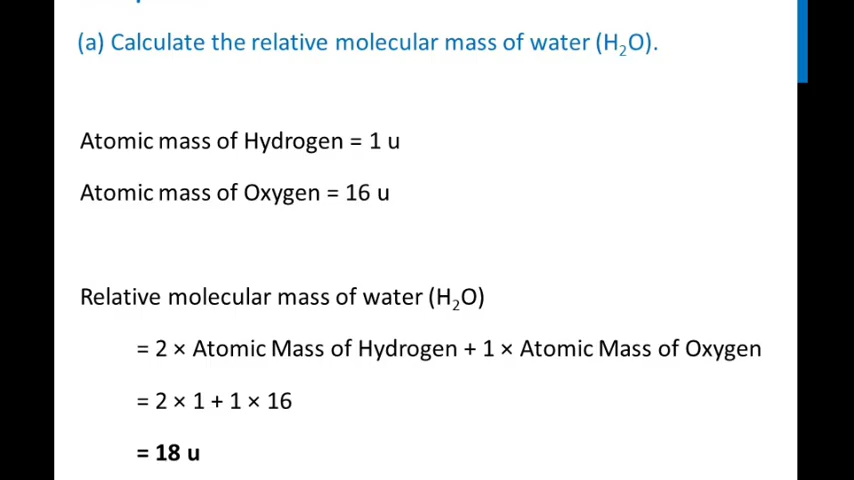 (a) Calculate the relative molecular mass of water (H₂O).
Atomic mass of Hydrogen = 1 u
Atomic mass of Oxygen = 16 u
Relative molecular mass of water (H₂O)
= 2 × Atomic Mass of Hydrogen + 1 × Atomic Mass of Oxygen
= 2 × 1 + 1 × 16
= 18 u